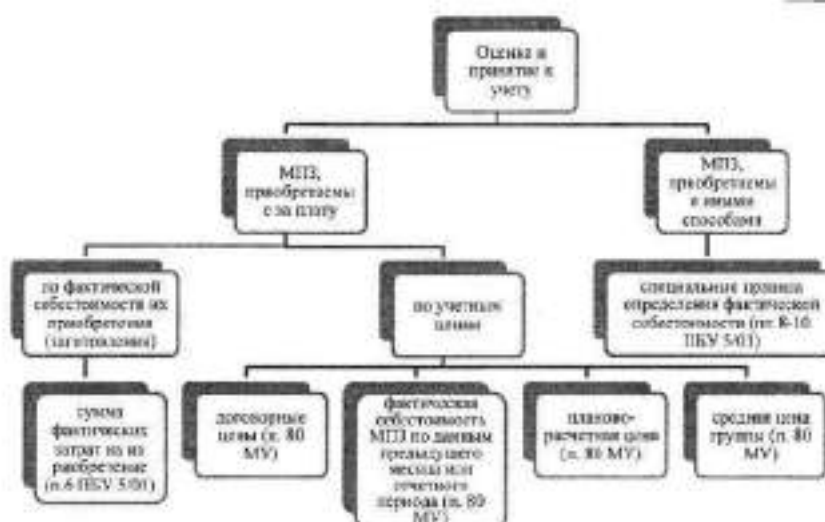 Оценка и
принятие к
учету
МПЗ,
приобретаемы
е за плату
МПЗ,
приобретаемы
е иными
способами
по фактической
себестоимости их
приобретения
(заготовления)
по учетным
ценам
специальные правила
определения фактической
себестоимости (пп. 8-10
ПБУ 5/01)
сумма
фактических
затрат на их
риобретение
(п.6 ПБУ 5/01)
договорные
цены (п. 80
МУ)
фактическая
себестоимость
МПЗ по данным
предыдущего
месяца или
отчетного
периода (п. 80
МУ)
планово-
расчетная цена
(п. 80 МУ)
средняя цена
группы (п. 80
МУ)